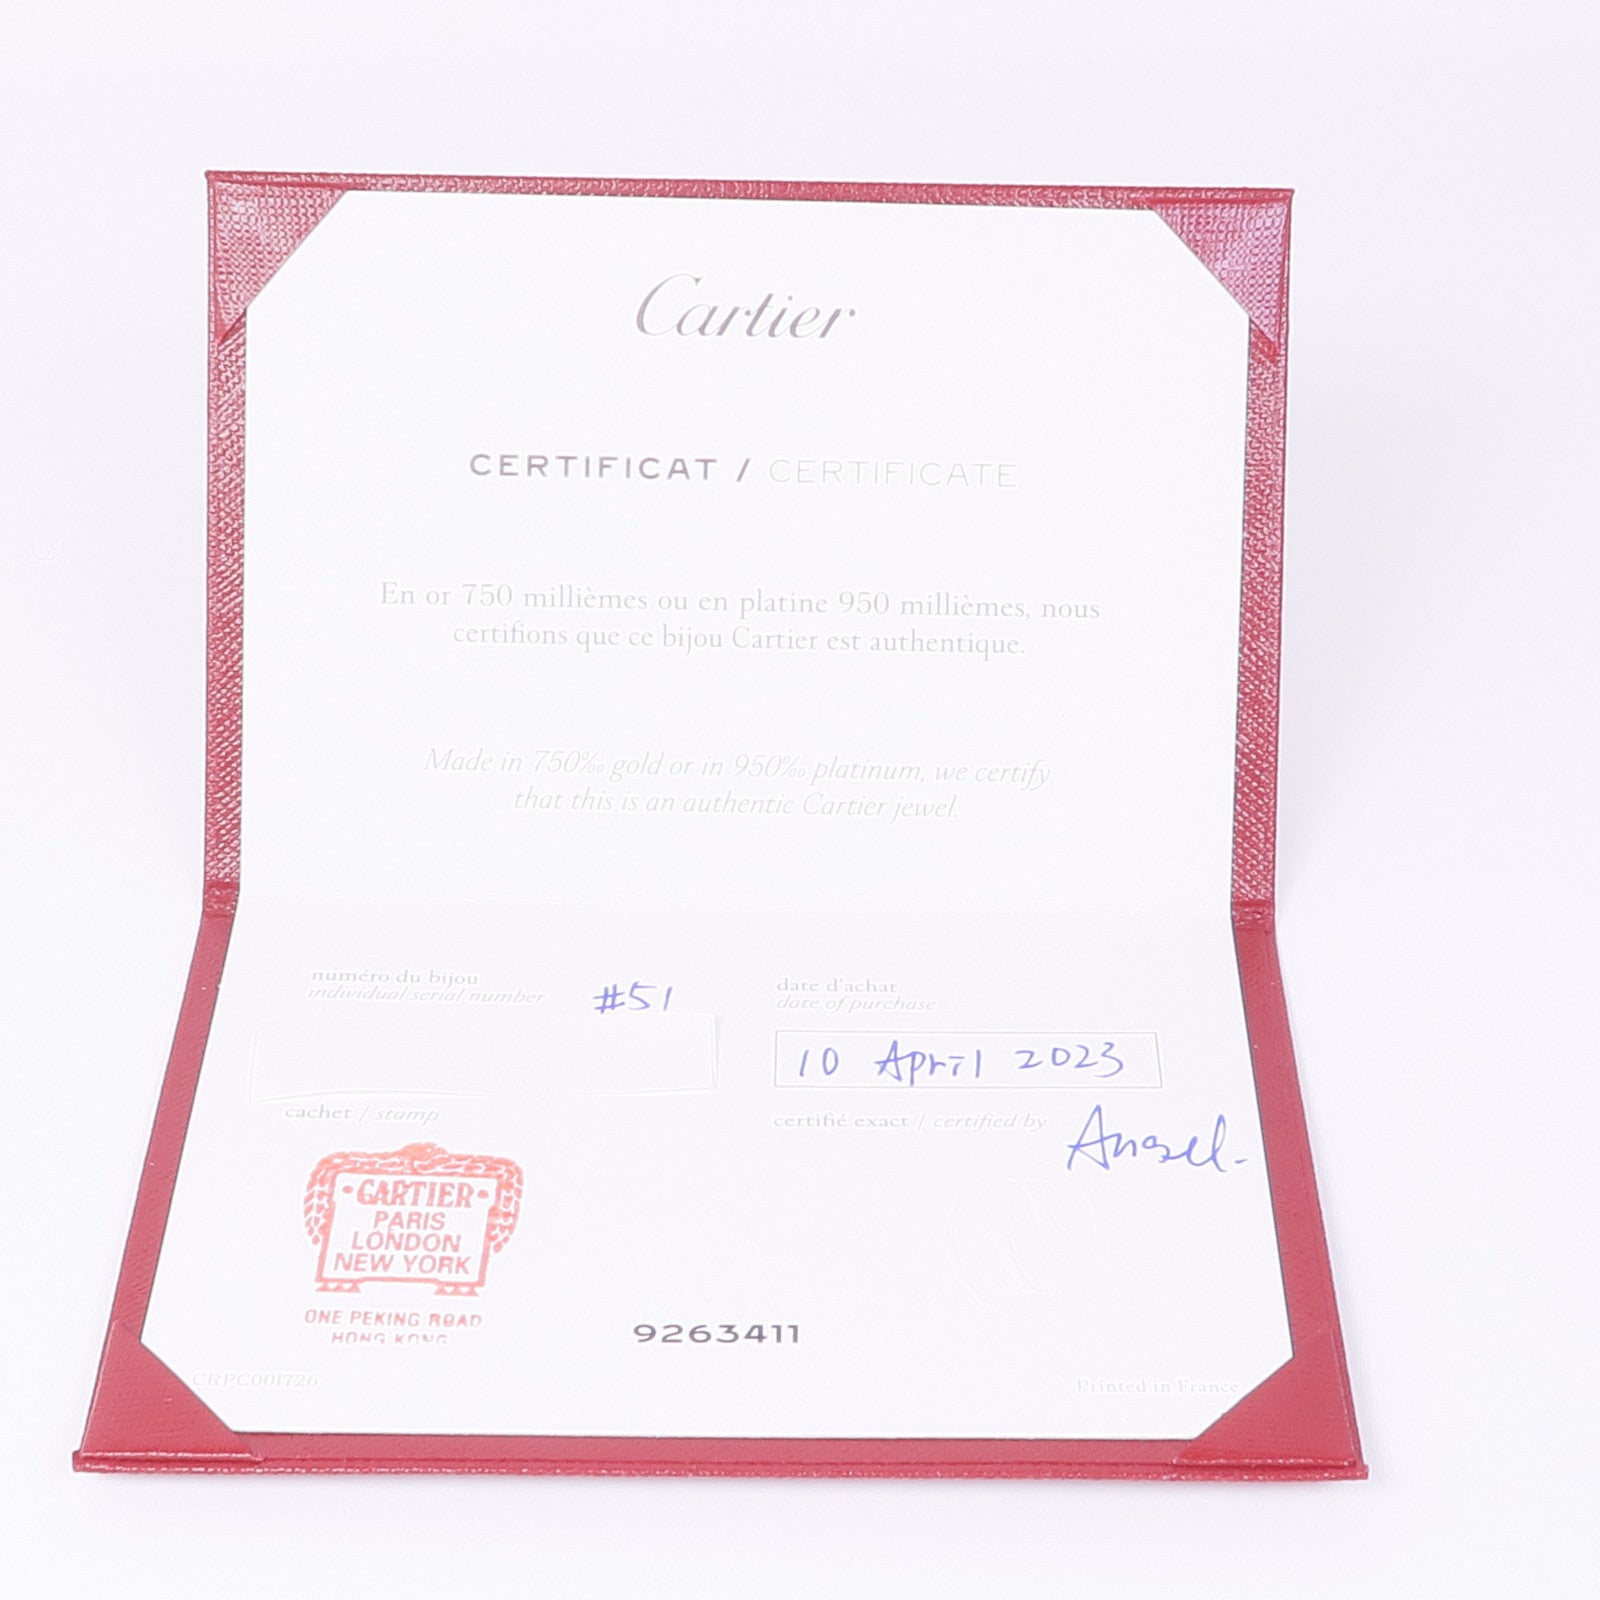 Cartier
CERTIFICAT / CERTIFICATE
En or 750 millièmes ou en platine 950 millièmes, nous
certifions que ce bijou Cartier est authentique.
Made in 750‰ gold or in 950‰ platinum, we certify
that this is an authentic Cartier jewel.
numéro du bijou
individual serial number #51
date d'achat
date of purchase
10 April 2023
cachet / stamp
certifié exact / certified by
CARTIER
PARIS
LONDON
NEW YORK
ONE PEKING ROAD
HONG KONG
9263411
CRPC001726
Printed in France